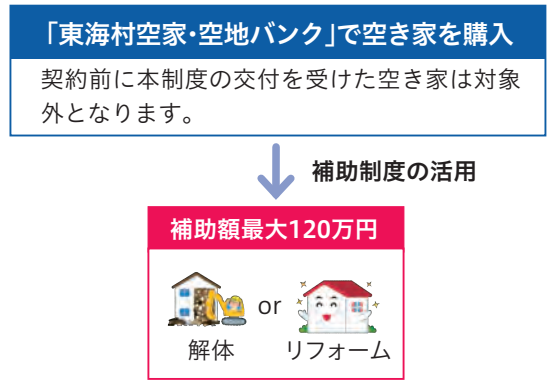 「東海村空家・空地バンク」で空き家を購入
契約前に本制度の交付を受けた空き家は対象
外となります。
補助制度の活用
補助額最大120万円
or
解体 リフォーム